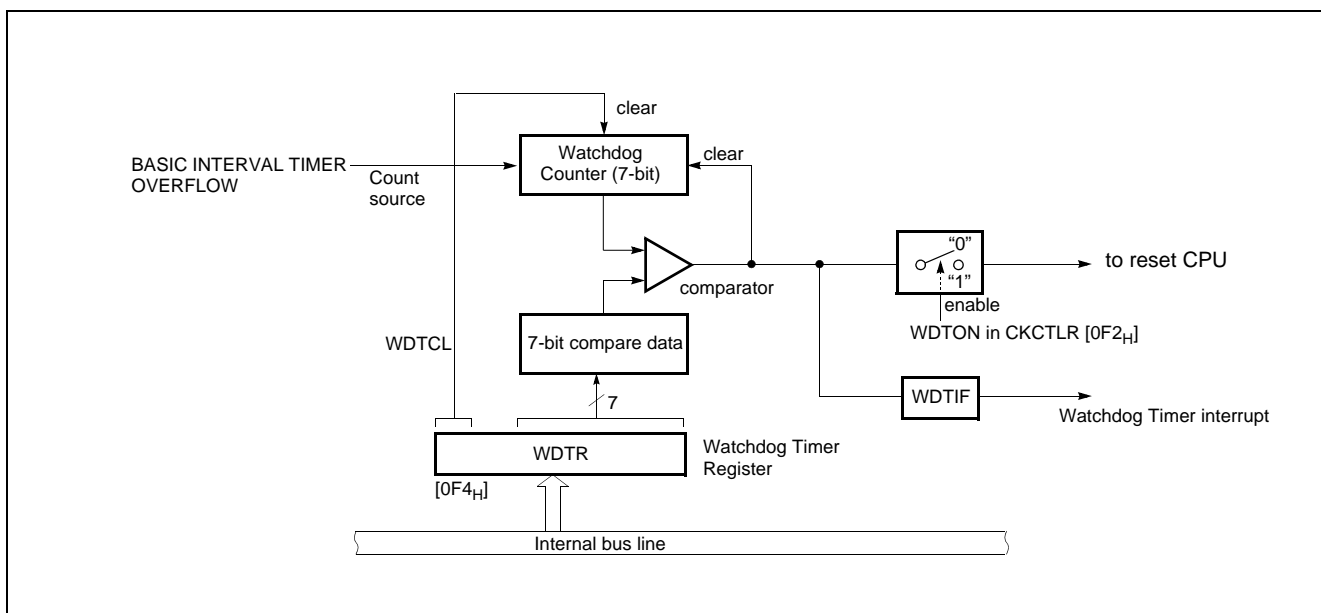 clear
BASIC INTERVAL TIMER
OVERFLOW
Count
source
Watchdog
Counter (7-bit)
clear
comparator
“0”
“1”
enable
to reset CPU
WDTON in CKCTLR [0F2H]
WDTCL
7-bit compare data
7
WDTIF
Watchdog Timer interrupt
WDTR
Watchdog Timer
Register
[0F4H]
Internal bus line